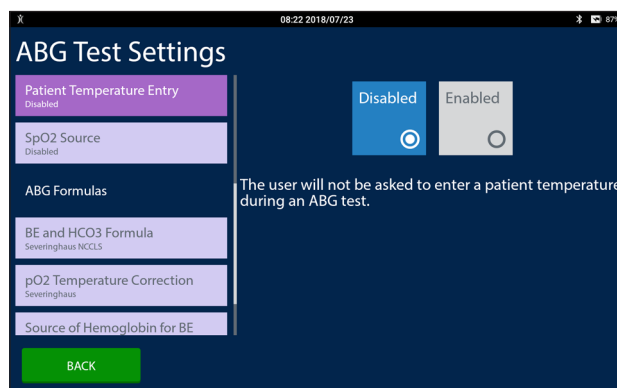 08:22 2018/07/23
87%
ABG Test Settings
Patient Temperature Entry
Disabled
SpO2 Source
Disabled
ABG Formulas
BE and HCO3 Formula
Severinghaus NCCLS
pO2 Temperature Correction
Severinghaus
Source of Hemoglobin for BE
BACK
Disabled
Enabled
The user will not be asked to enter a patient temperature
during an ABG test.